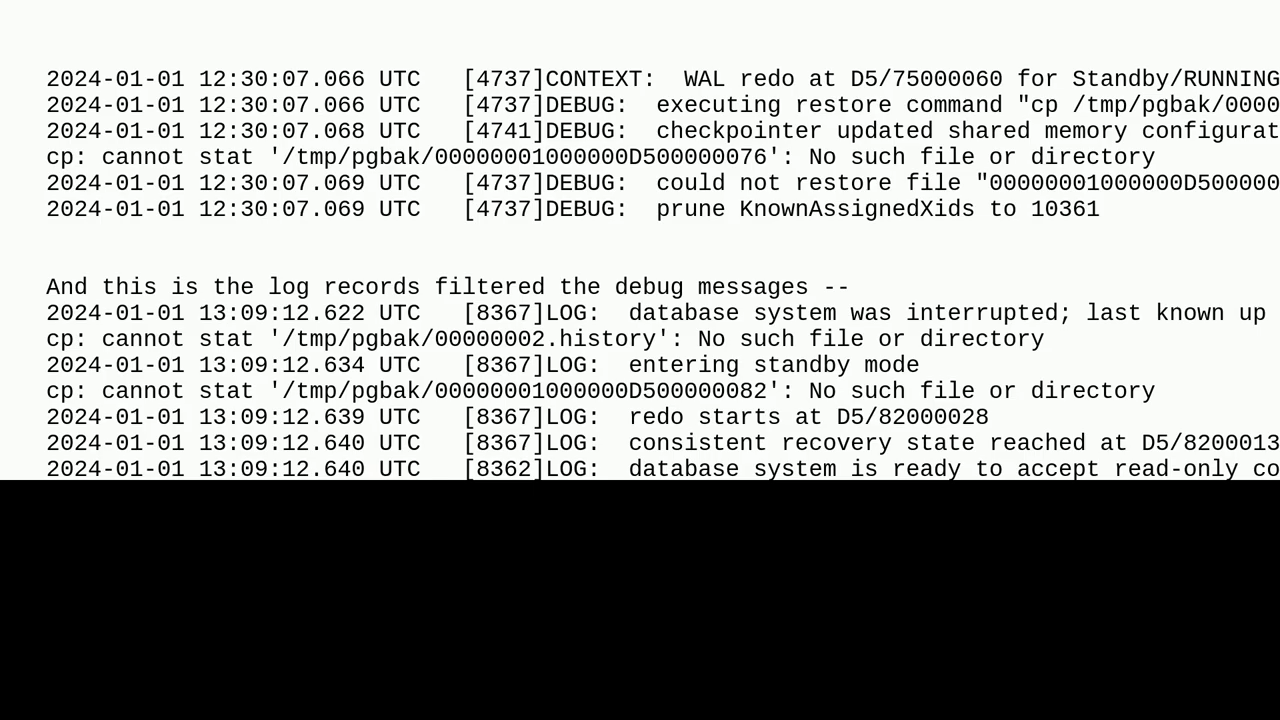 2024-01-01 12:30:07.066 UTC   [4737]CONTEXT:  WAL redo at D5/75000060 for Standby/RUNNING
2024-01-01 12:30:07.066 UTC   [4737]DEBUG:  executing restore command "cp /tmp/pgbak/0000
2024-01-01 12:30:07.068 UTC   [4741]DEBUG:  checkpointer updated shared memory configurat
cp: cannot stat '/tmp/pgbak/00000001000000D500000076': No such file or directory
2024-01-01 12:30:07.069 UTC   [4737]DEBUG:  could not restore file "00000001000000D500000
2024-01-01 12:30:07.069 UTC   [4737]DEBUG:  prune KnownAssignedXids to 10361
And this is the log records filtered the debug messages --
2024-01-01 13:09:12.622 UTC   [8367]LOG:  database system was interrupted; last known up
cp: cannot stat '/tmp/pgbak/00000002.history': No such file or directory
2024-01-01 13:09:12.634 UTC   [8367]LOG:  entering standby mode
cp: cannot stat '/tmp/pgbak/00000001000000D500000082': No such file or directory
2024-01-01 13:09:12.639 UTC   [8367]LOG:  redo starts at D5/82000028
2024-01-01 13:09:12.640 UTC   [8367]LOG:  consistent recovery state reached at D5/8200013
2024-01-01 13:09:12.640 UTC   [8362]LOG:  database system is ready to accept read-only co